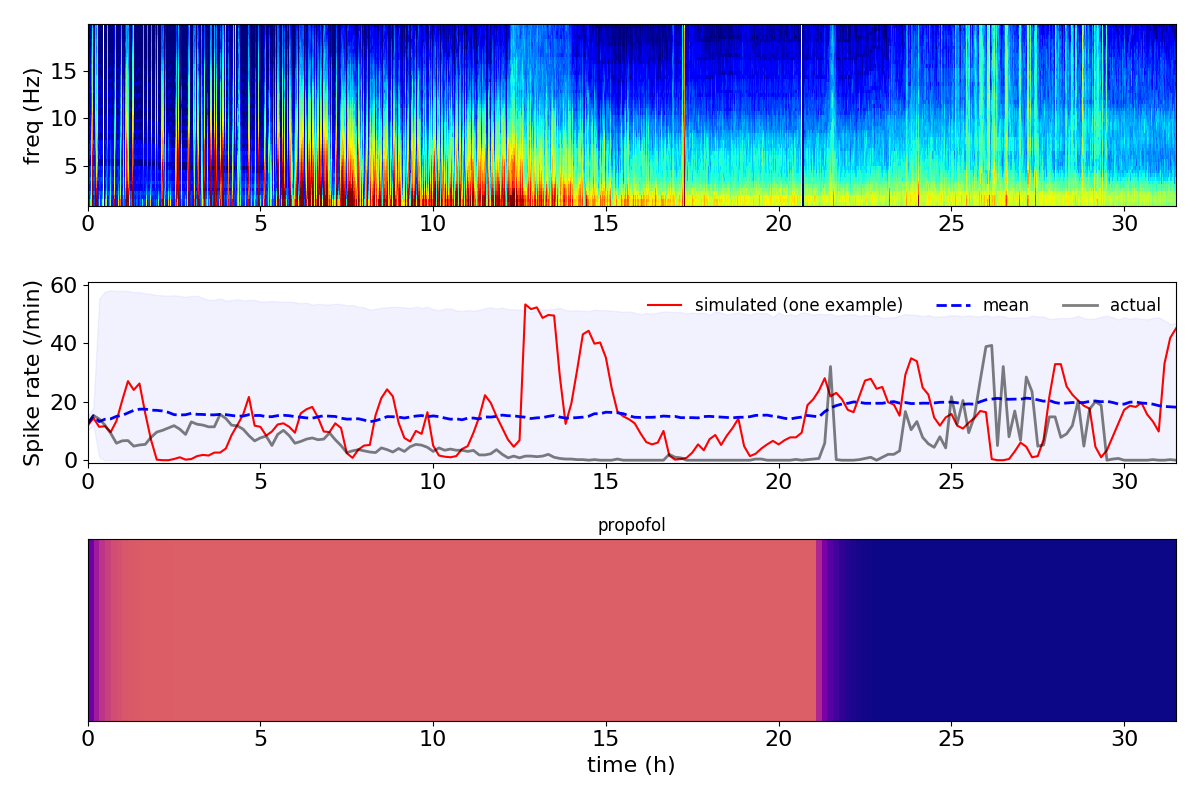 freq (Hz)
15
10
5
0 5 10 15 20 25 30
Spike rate (/min)
60
40
20
0
simulated (one example) mean actual
0 5 10 15 20 25 30
propofol
0 5 10 15 20 25 30
time (h)